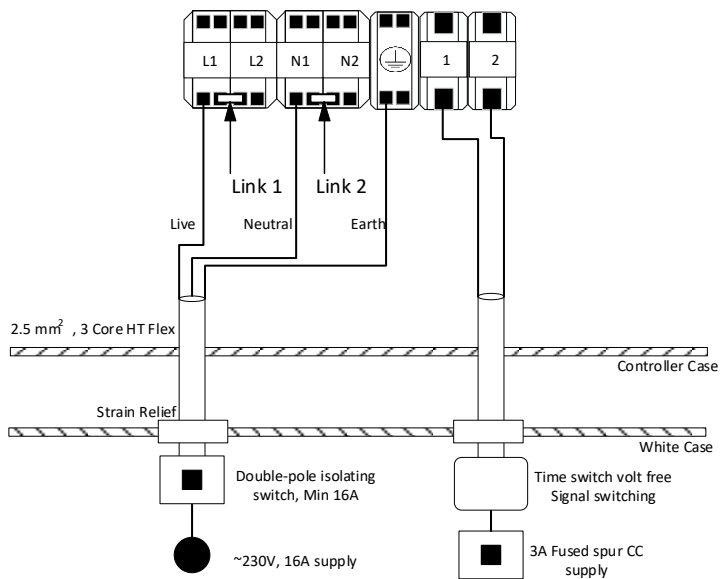 L1 L2 N1 N2 1 2
Link 1 Link 2
Live Neutral Earth
2.5 mm² , 3 Core HT Flex
Controller Case
Strain Relief
White Case
Double-pole isolating
switch, Min 16A
Time switch volt free
Signal switching
~230V, 16A supply
3A Fused spur CC
supply